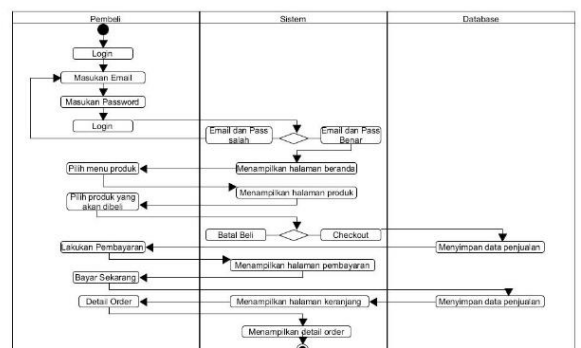 Pembeli
Sistem
Database
Login
Masukan Email
Masukan Password
Login
Email dan Pass
salah
Email dan Pass
Benar
Pilih menu produk
Menampilkan halaman beranda
Menampilkan halaman produk
Pilih produk yang
akan dibeli
Batal Beli
Checkout
Lakukan Pembayaran
Menyimpan data penjualan
Menampilkan halaman pembayaran
Bayar Sekarang
Detail Order
Menampilkan halaman keranjang
Menyimpan data penjualan
Menampilkan detail order